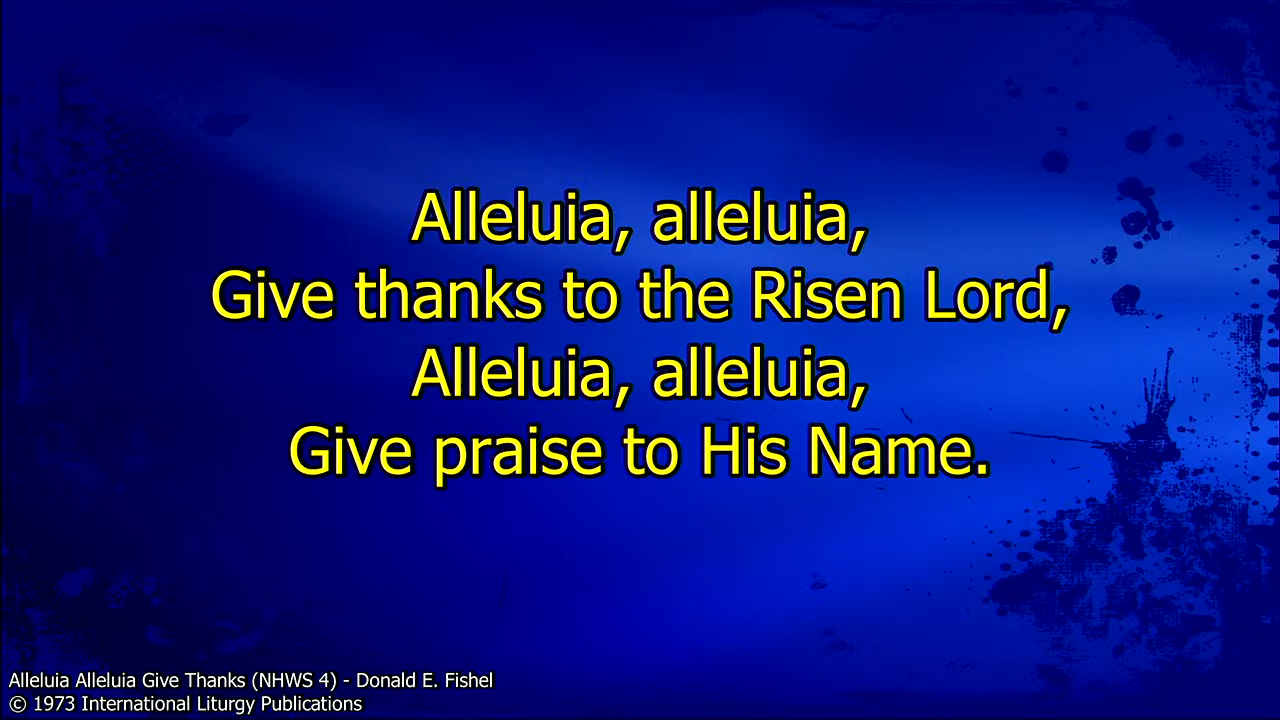 Alleluia, alleluia,
Give thanks to the Risen Lord,
Alleluia, alleluia,
Give praise to His Name.
Alleluia Alleluia Give Thanks (NHWS 4) - Donald E. Fishel
© 1973 International Liturgy Publications